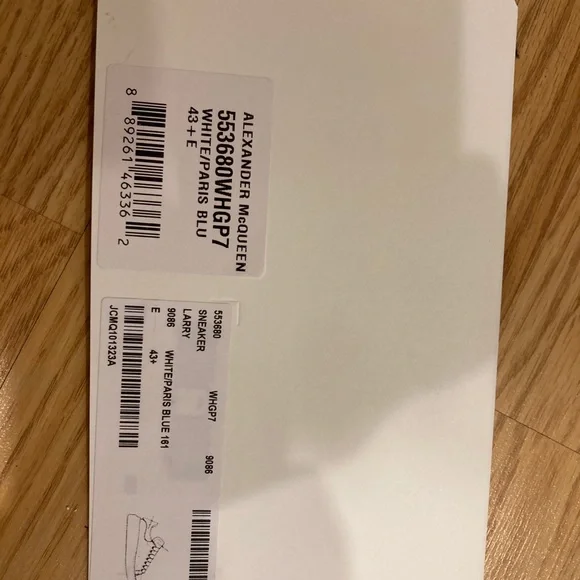 ALEXANDER McQUEEN
553680WHGP7
WHITE/PARIS BLU
43 + E
8 89261 46336 2
553680 WHGP7 9086
SNEAKER
LARRY
9086 WHITE/PARIS BLUE 161
E 43+
JCMQ101323A